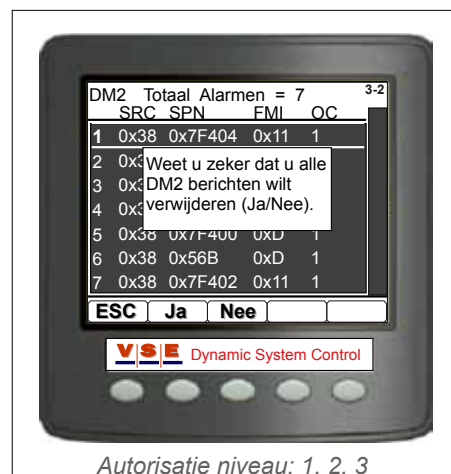 DM2 Totaal Alarmen = 7 3-2
SRC SPN FMI OC
1 0x38 0x7F404 0x11 1
2
3
4
Weet u zeker dat u alle
DM2 berichten wilt
verwijderen (Ja/Nee).
5 0x38 0x7F400 0xD 1
6 0x38 0x56B 0xD 1
7 0x38 0x7F402 0x11 1
ESC Ja Nee
VSE Dynamic System Control
Autorisatie niveau: 1, 2, 3